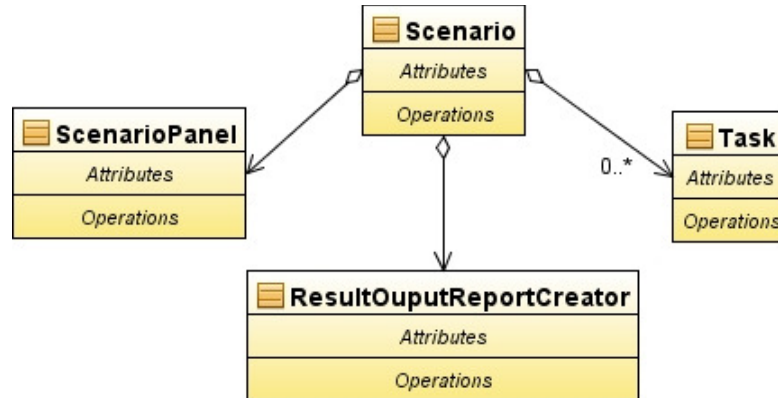 Scenario
Attributes
Operations
ScenarioPanel
Attributes
Operations
0..*
Task
Attributes
Operations
ResultOuputReportCreator
Attributes
Operations